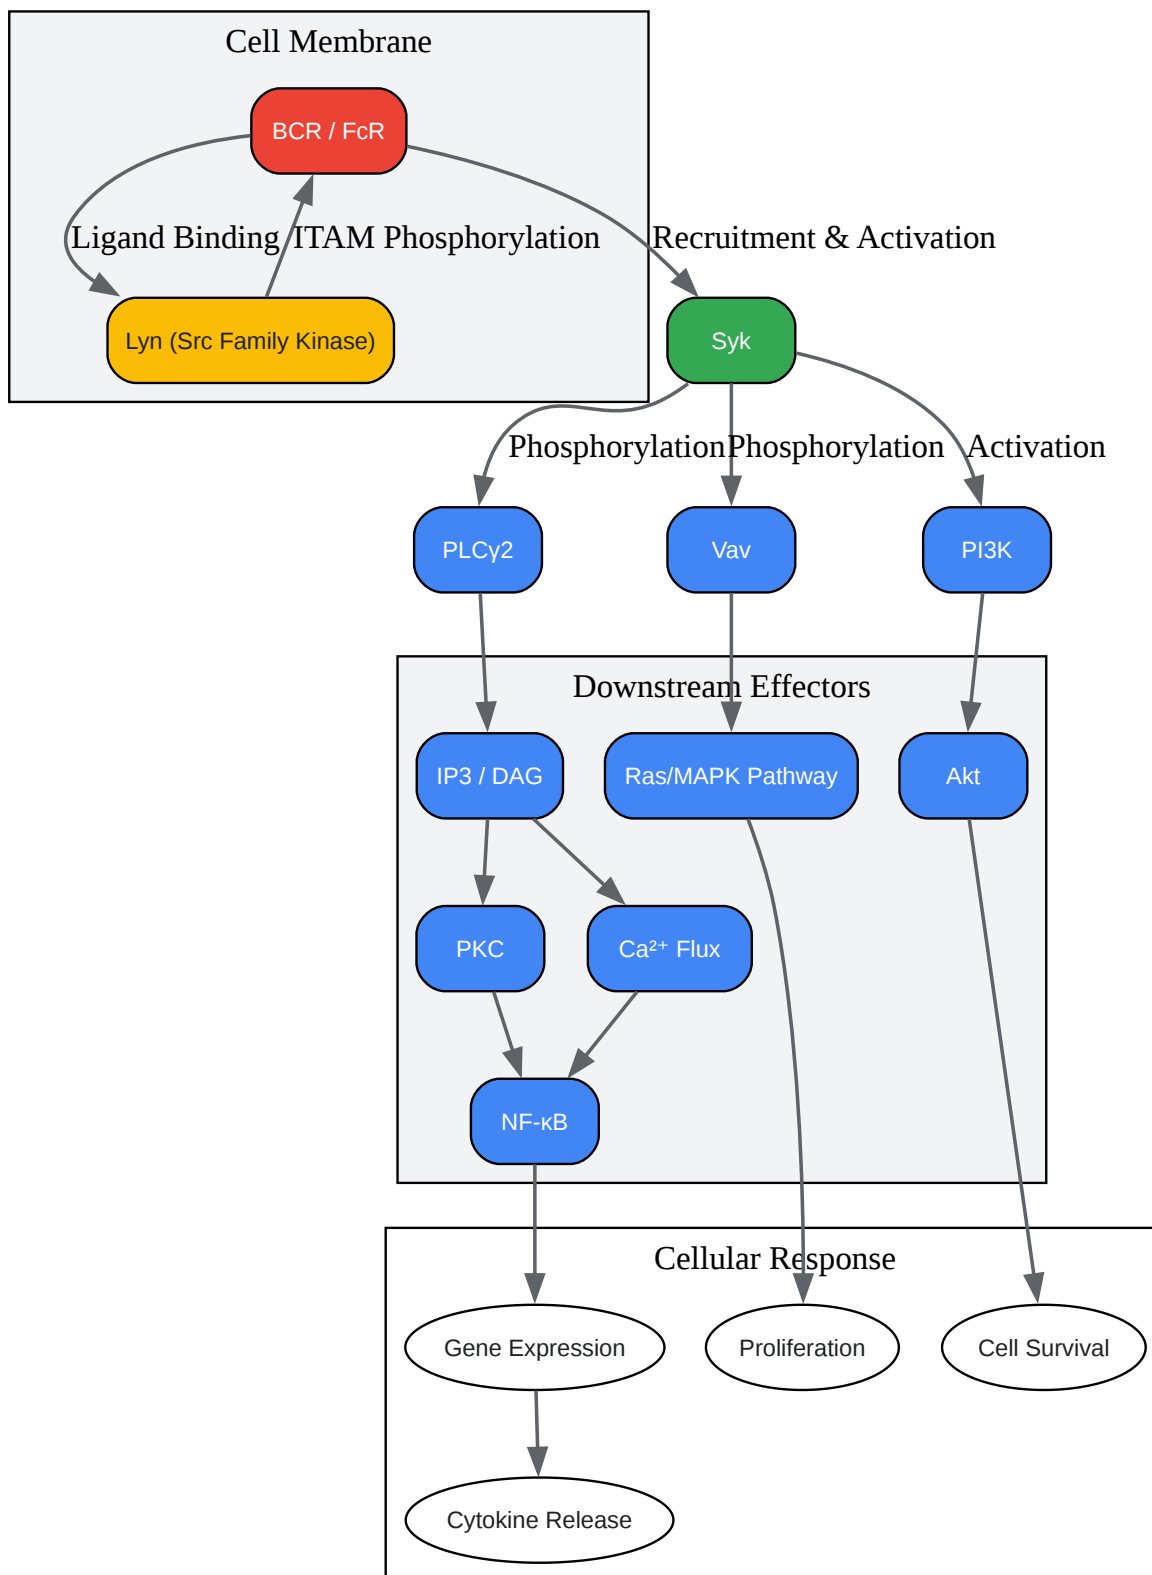 Cell Membrane
BCR / FcR
Ligand Binding
ITAM Phosphorylation
Recruitment & Activation
Lyn (Src Family Kinase)
Syk
Phosphorylation
Phosphorylation
Activation
PLCγ2
Vav
PI3K
Downstream Effectors
IP3 / DAG
Ras/MAPK Pathway
Akt
PKC
Ca²⁺ Flux
NF-κB
Cellular Response
Gene Expression
Proliferation
Cell Survival
Cytokine Release